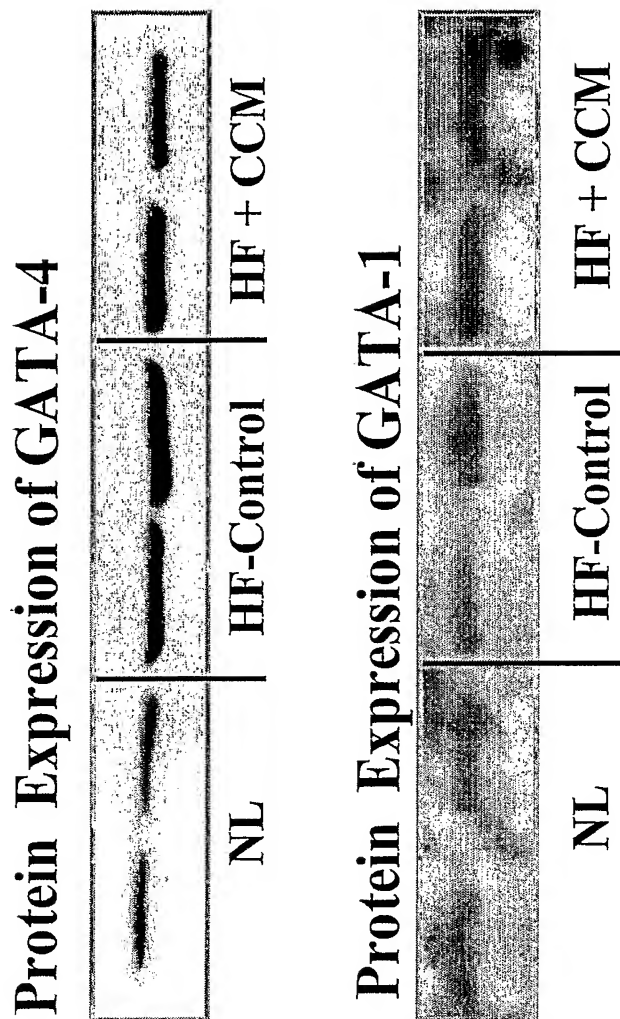 Protein Expression of GATA-4
NL
HF-Control
HF + CCM
Protein Expression of GATA-1
NL
HF-Control
HF + CCM